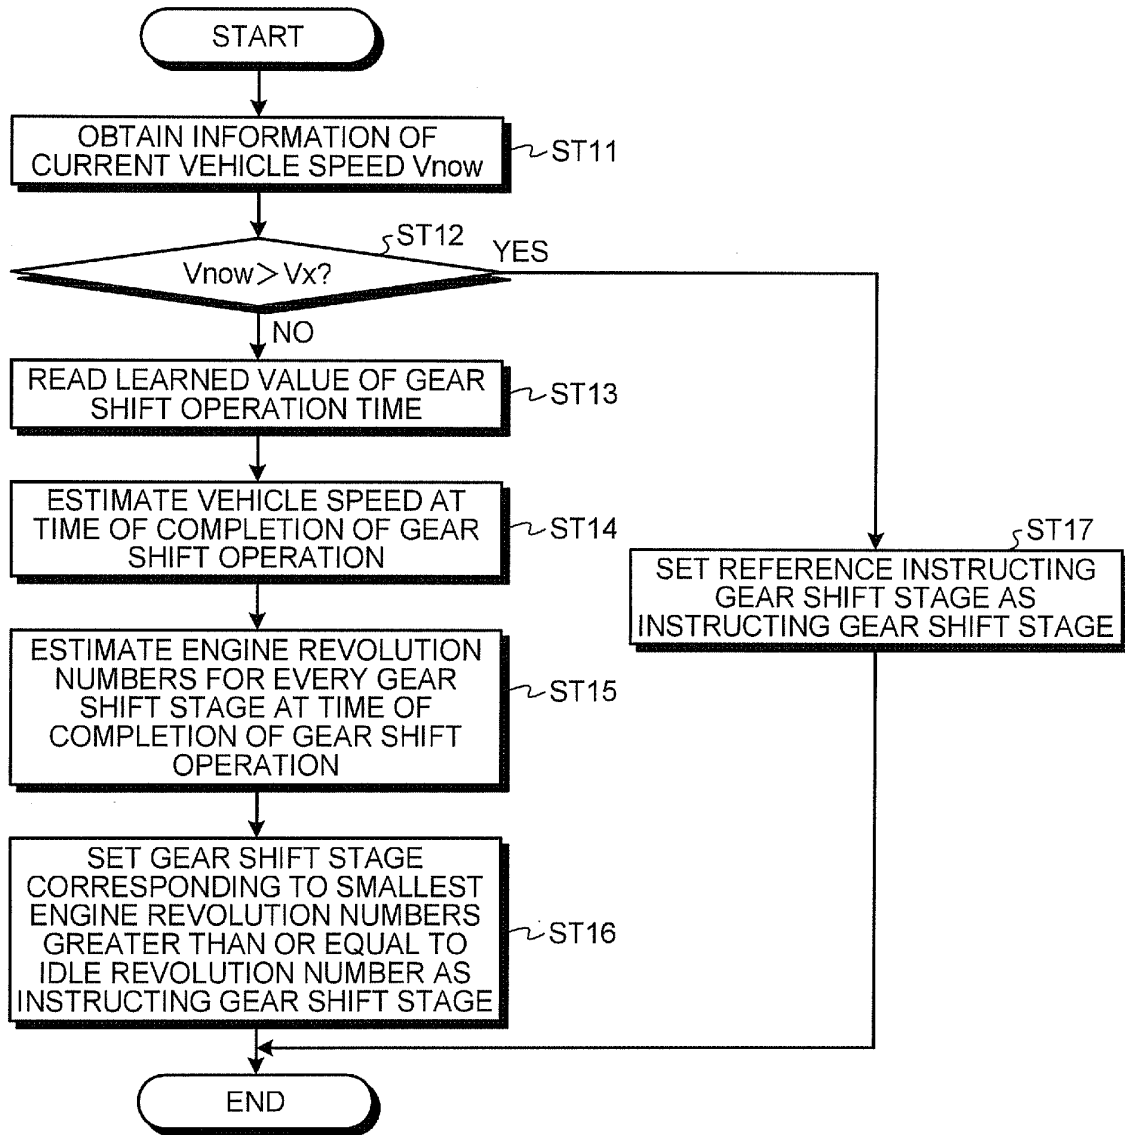 START
OBTAIN INFORMATION OF
CURRENT VEHICLE SPEED Vnow
ST11
ST12
Vnow > Vx?
YES
NO
READ LEARNED VALUE OF GEAR
SHIFT OPERATION TIME
ST13
ESTIMATE VEHICLE SPEED AT
TIME OF COMPLETION OF GEAR
SHIFT OPERATION
ST14
ST17
SET REFERENCE INSTRUCTING
GEAR SHIFT STAGE AS
INSTRUCTING GEAR SHIFT STAGE
ESTIMATE ENGINE REVOLUTION
NUMBERS FOR EVERY GEAR
SHIFT STAGE AT TIME OF
COMPLETION OF GEAR SHIFT
OPERATION
ST15
SET GEAR SHIFT STAGE
CORRESPONDING TO SMALLEST
ENGINE REVOLUTION NUMBERS
GREATER THAN OR EQUAL TO
IDLE REVOLUTION NUMBER AS
INSTRUCTING GEAR SHIFT STAGE
ST16
END